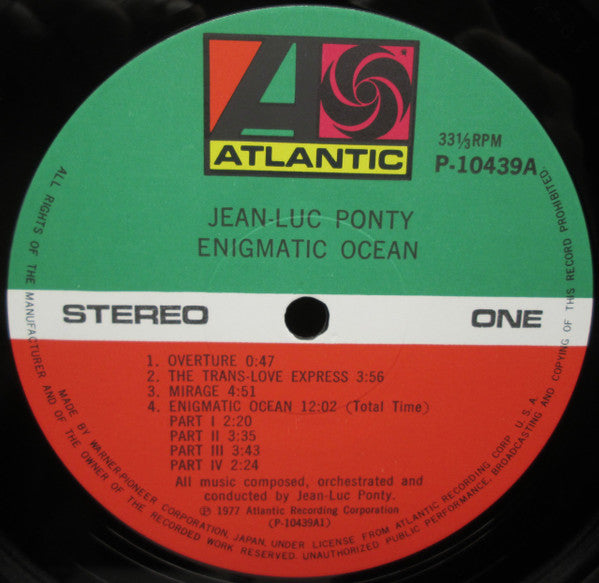 ATLANTIC
33⅓RPM
P-10439A
JEAN-LUC PONTY
ENIGMATIC OCEAN
STEREO
ONE
1. OVERTURE 0:47
2. THE TRANS-LOVE EXPRESS 3:56
3. MIRAGE 4:51
4. ENIGMATIC OCEAN 12:02 (Total Time)
PART I 2:20
PART II 3:35
PART III 3:43
PART IV 2:24
All music composed, orchestrated and
conducted by Jean-Luc Ponty.
℗ 1977 Atlantic Recording Corporation
(P-10439A1)
MADE BY WARNER-PIONEER CORPORATION, JAPAN, UNDER LICENSE FROM ATLANTIC RECORDING CORP. U.S.A.
ALL RIGHTS OF THE MANUFACTURER AND OF THE OWNER OF THE RECORDED WORK RESERVED. UNAUTHORIZED PUBLIC PERFORMANCE, BROADCASTING AND COPYING OF THIS RECORD PROHIBITED.